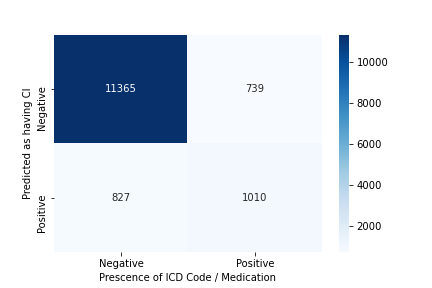 10000
8000
6000
4000
2000
Predicted as having CI
Negative
Positive
11365 739
827 1010
Negative Positive
Prescence of ICD Code / Medication